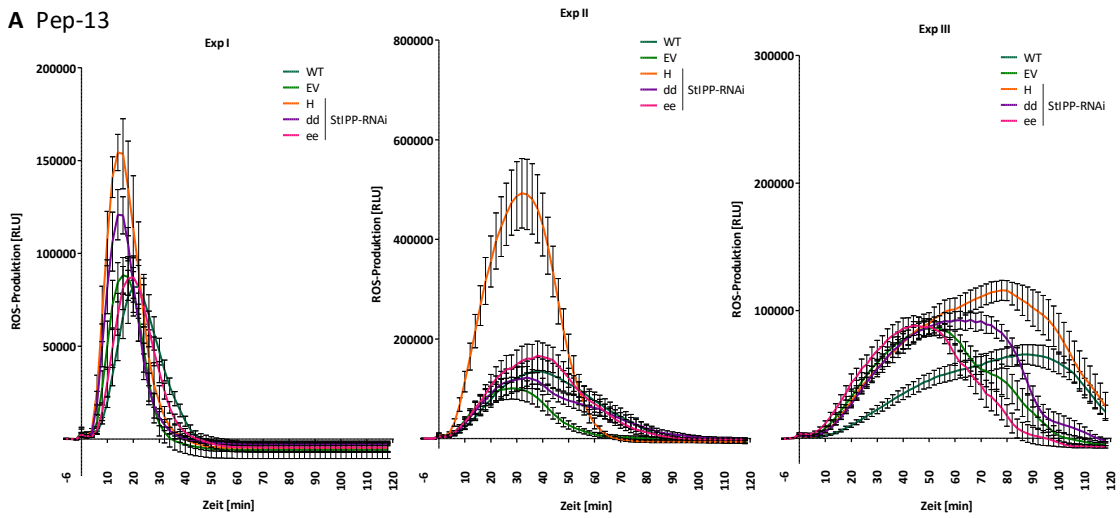 A Pep-13
Exp I
200000
150000
100000
50000
ROS-Produktion [RLU]
WT
EV
H
dd
ee
StIPP-RNAi
-5
10
20
30
40
50
60
70
80
90
100
110
120
Zeit [min]
Exp II
800000
600000
400000
200000
ROS-Produktion [RLU]
WT
EV
H
dd
ee
StIPP-RNAi
-5
10
20
30
40
50
60
70
80
90
100
110
120
Zeit [min]
Exp III
300000
200000
100000
ROS-Produktion [RLU]
WT
EV
H
dd
ee
StIPP-RNAi
-5
10
20
30
40
50
60
70
80
90
100
110
120
Zeit [min]